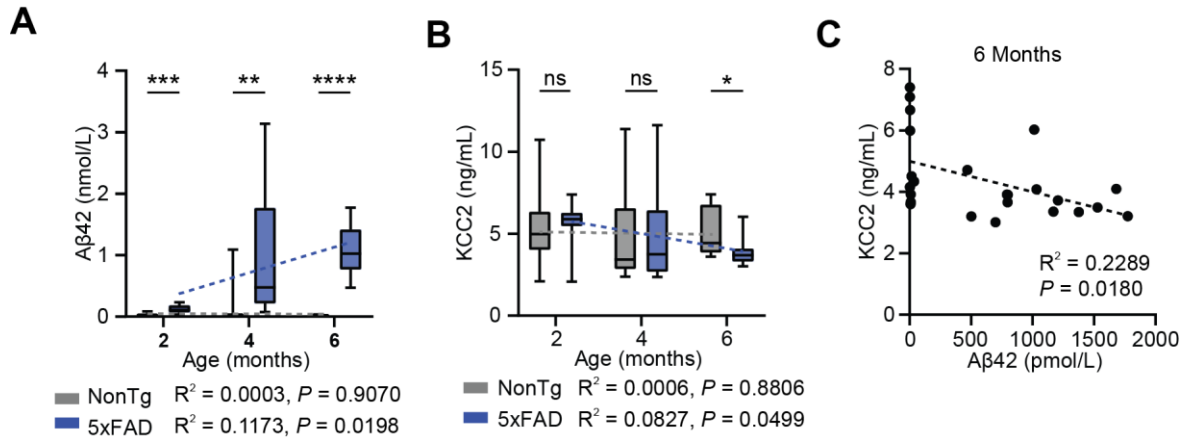 A
Aβ42 (nmol/L)
4
3
2
1
0
*** ** ****
2 4 6
Age (months)
NonTg R² = 0.0003, P = 0.9070
5xFAD R² = 0.1173, P = 0.0198
B
KCC2 (ng/mL)
15
10
5
0
ns ns *
2 4 6
Age (months)
NonTg R² = 0.0006, P = 0.8806
5xFAD R² = 0.0827, P = 0.0499
C
6 Months
KCC2 (ng/mL)
8
6
4
2
0
R² = 0.2289
P = 0.0180
0 500 1000 1500 2000
Aβ42 (pmol/L)